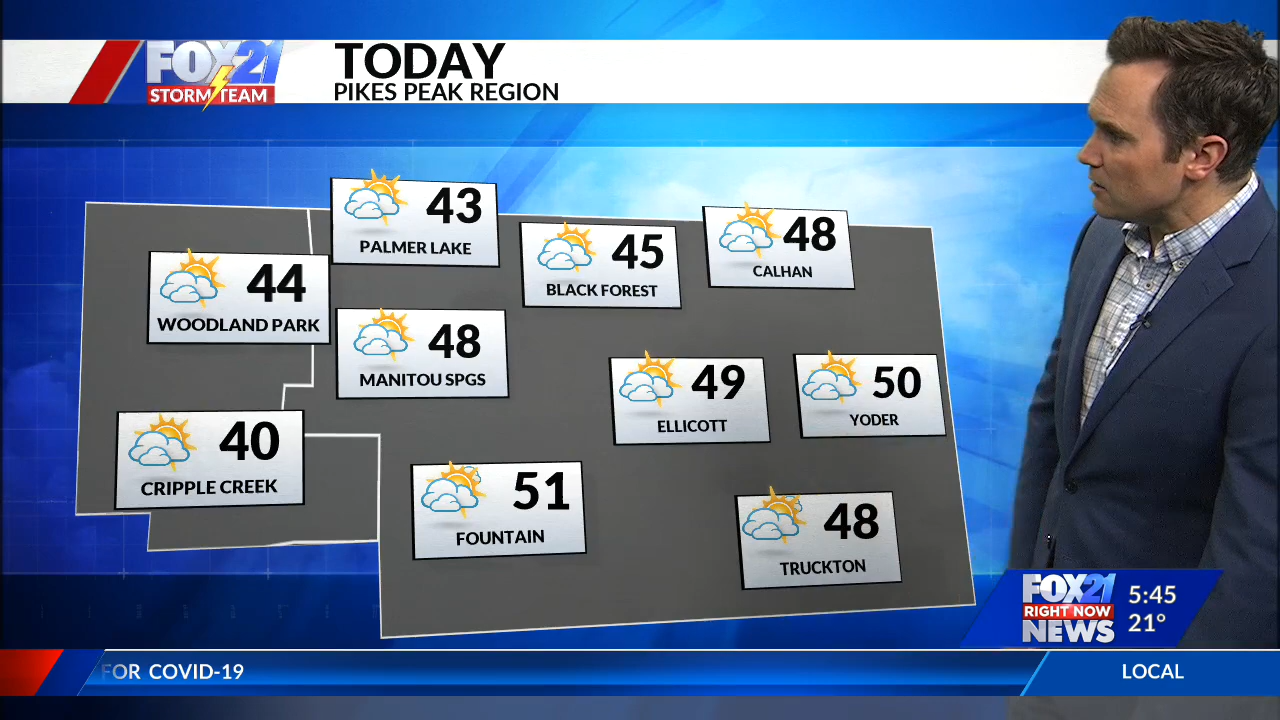 FOX21
STORM TEAM
TODAY
PIKES PEAK REGION
43
PALMER LAKE
45
BLACK FOREST
48
CALHAN
44
WOODLAND PARK
48
MANITOU SPGS
49
ELLICOTT
50
YODER
40
CRIPPLE CREEK
51
FOUNTAIN
48
TRUCKTON
FOX21
RIGHT NOW
NEWS
5:45
21°
FOR COVID-19
LOCAL